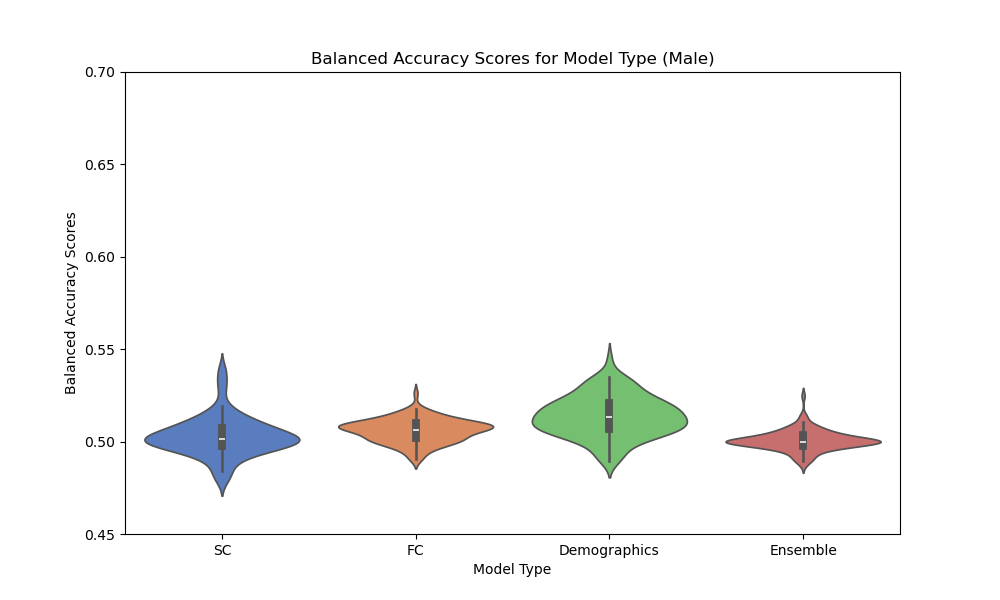 Balanced Accuracy Scores for Model Type (Male)
0.70
0.65
0.60
0.55
0.50
0.45
Balanced Accuracy Scores
SC
FC
Demographics
Ensemble
Model Type